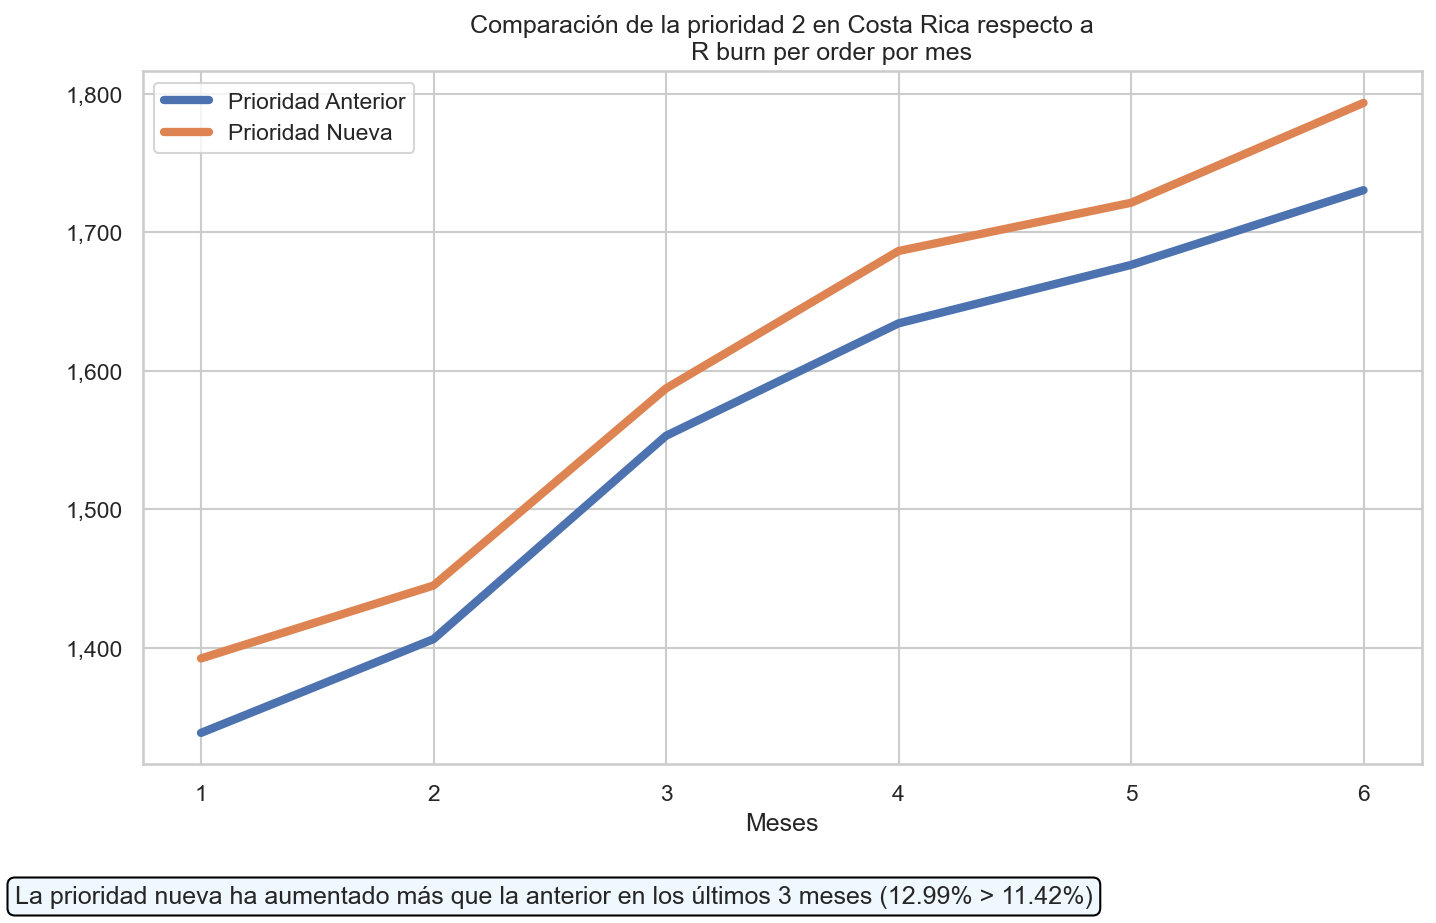 Comparación de la prioridad 2 en Costa Rica respecto a
R burn per order por mes
Prioridad Anterior
Prioridad Nueva
1,800
1,700
1,600
1,500
1,400
1 2 3 4 5 6
Meses
La prioridad nueva ha aumentado más que la anterior en los últimos 3 meses (12.99% > 11.42%)